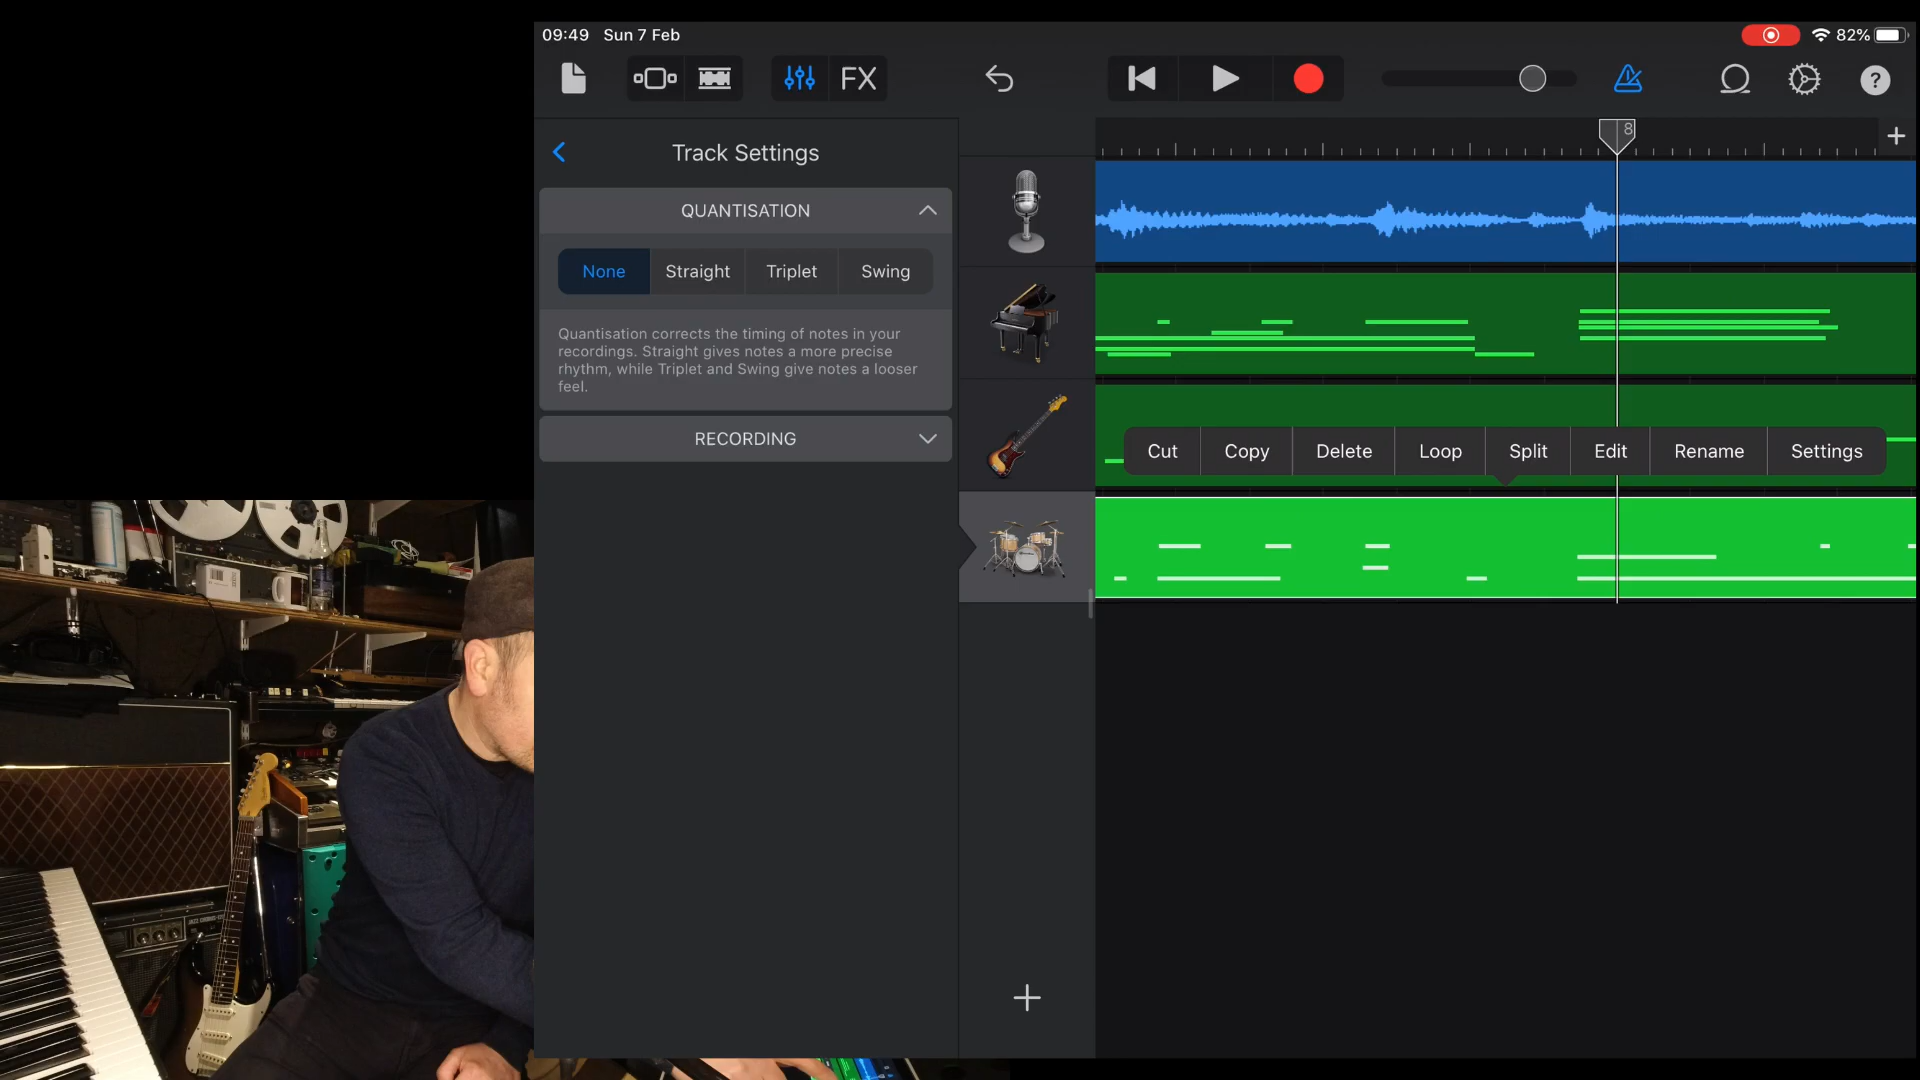 09:49 Sun 7 Feb
82%
FX
Track Settings
8
QUANTISATION
None Straight Triplet Swing
Quantisation corrects the timing of notes in your
recordings. Straight gives notes a more precise
rhythm, while Triplet and Swing give notes a looser
feel.
RECORDING
Cut Copy Delete Loop Split Edit Rename Settings